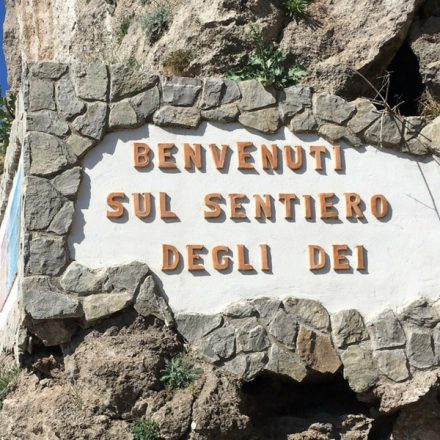 BENVENUTI
SUL SENTIERO
DEGLI DEI